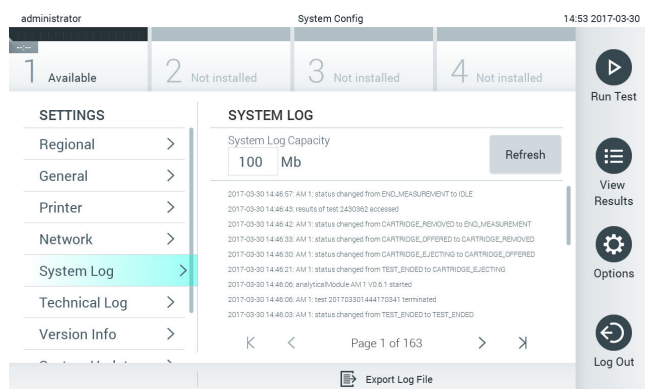 administrator
System Config
14:53 2017-03-30
--:--
1 Available
2 Not installed
3 Not installed
4 Not installed
Run Test
View
Results
Options
Log Out
SETTINGS
Regional
General
Printer
Network
System Log
Technical Log
Version Info
SYSTEM LOG
System Log Capacity
100 Mb
Refresh
2017-03-30 14:46:57: AM 1: status changed from END_MEASUREMENT to IDLE
2017-03-30 14:46:43: results of test 2430362 accessed
2017-03-30 14:46:42: AM 1: status changed from CARTRIDGE_REMOVED to END_MEASUREMENT
2017-03-30 14:46:33: AM 1: status changed from CARTRIDGE_OFFERED to CARTRIDGE_REMOVED
2017-03-30 14:46:30: AM 1: status changed from CARTRIDGE_EJECTING to CARTRIDGE_OFFERED
2017-03-30 14:46:21: AM 1: status changed from TEST_ENDED to CARTRIDGE_EJECTING
2017-03-30 14:46:06: analyticalModule AM 1 V0.6.1 started
2017-03-30 14:46:06: AM 1: test 201703301444170341 terminated
2017-03-30 14:46:03: AM 1: status changed from TEST_ENDED to TEST_ENDED
Page 1 of 163
Export Log File